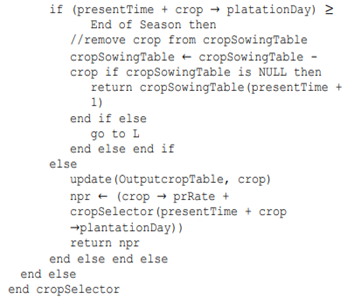 if (presentTime + crop → platationDay) ≥
End of Season then
//remove crop from cropSowingTable
cropSowingTable ← cropSowingTable -
crop if cropSowingTable is NULL then
return cropSowingTable(presentTime +
1)
end if else
go to L
end else end if
else
update(OutputcropTable, crop)
npr ← (crop → prRate +
cropSelector(presentTime + crop
→plantationDay))
return npr
end else end else
end else
end cropSelector